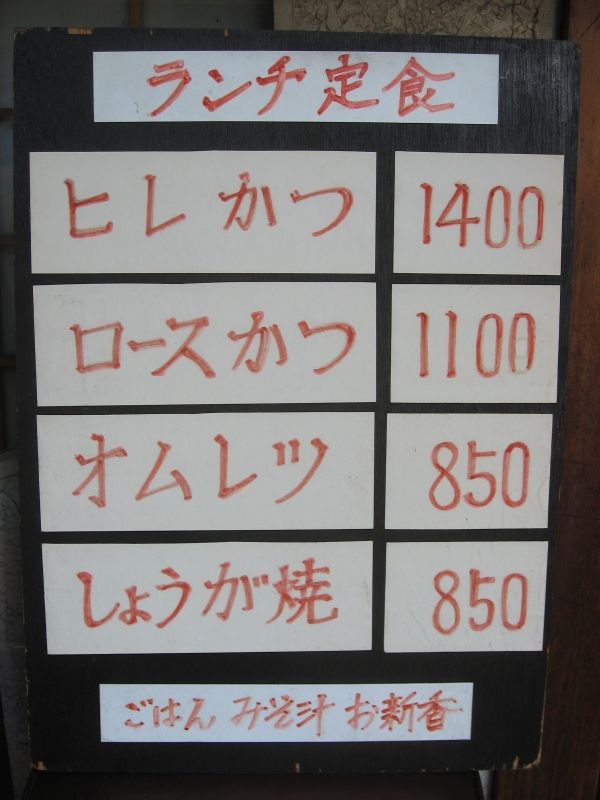 ランチ定食
ヒレかつ 1400
ロースかつ 1100
オムレツ 850
しょうが焼 850
ごはん みそ汁 お新香